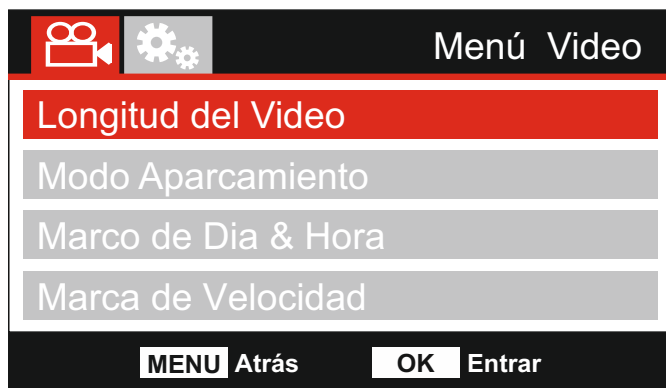 Menú Video
Longitud del Video
Modo Aparcamiento
Marco de Dia & Hora
Marca de Velocidad
MENU Atrás OK Entrar